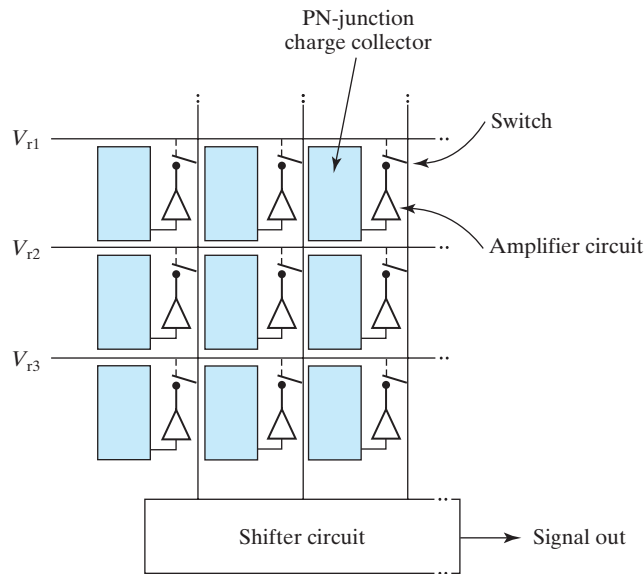 PN-junction
charge collector
V_r1
Switch
V_r2
Amplifier circuit
V_r3
Shifter circuit
Signal out